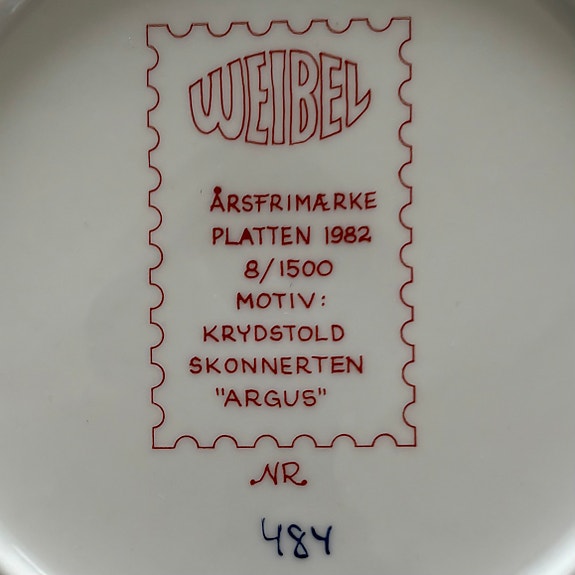 WEIBEL
ÅRSFRIMÆRKE
PLATTEN 1982
8/1500
MOTIV:
KRYDSTOLD
SKONNERTEN
"ARGUS"
NR.
484